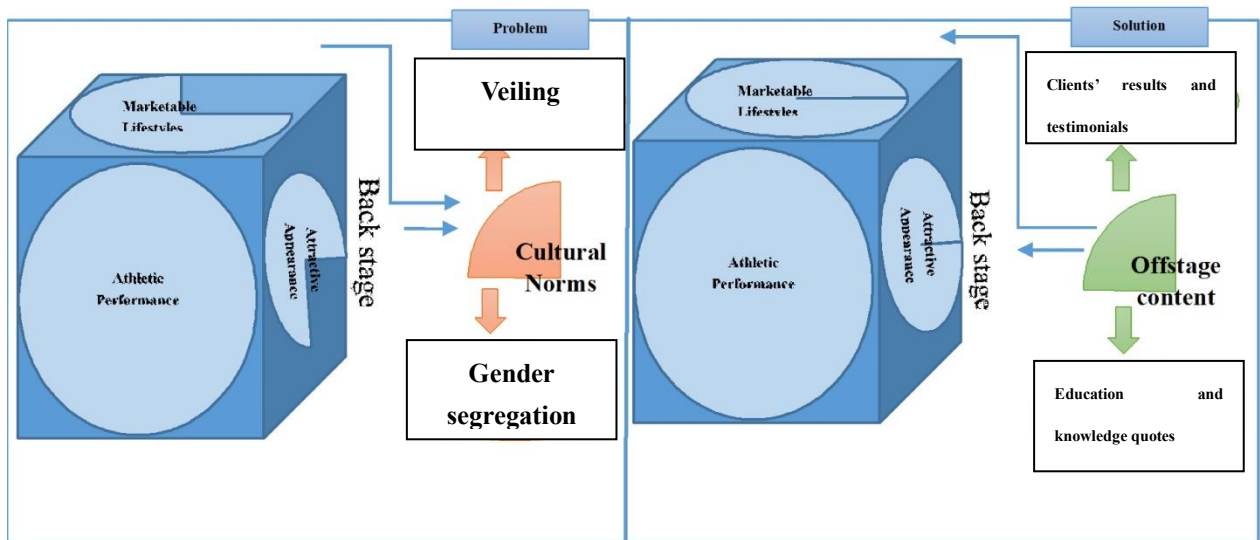 Problem
Veiling
Marketable
Lifestyles
Athletic
Performance
Attractive
Appearance
Back stage
Cultural
Norms
Gender
segregation
Solution
Clients’ results and
testimonials
Marketable
Lifestyles
Athletic
Performance
Attractive
Appearance
Back stage
Offstage
content
Education and
knowledge quotes